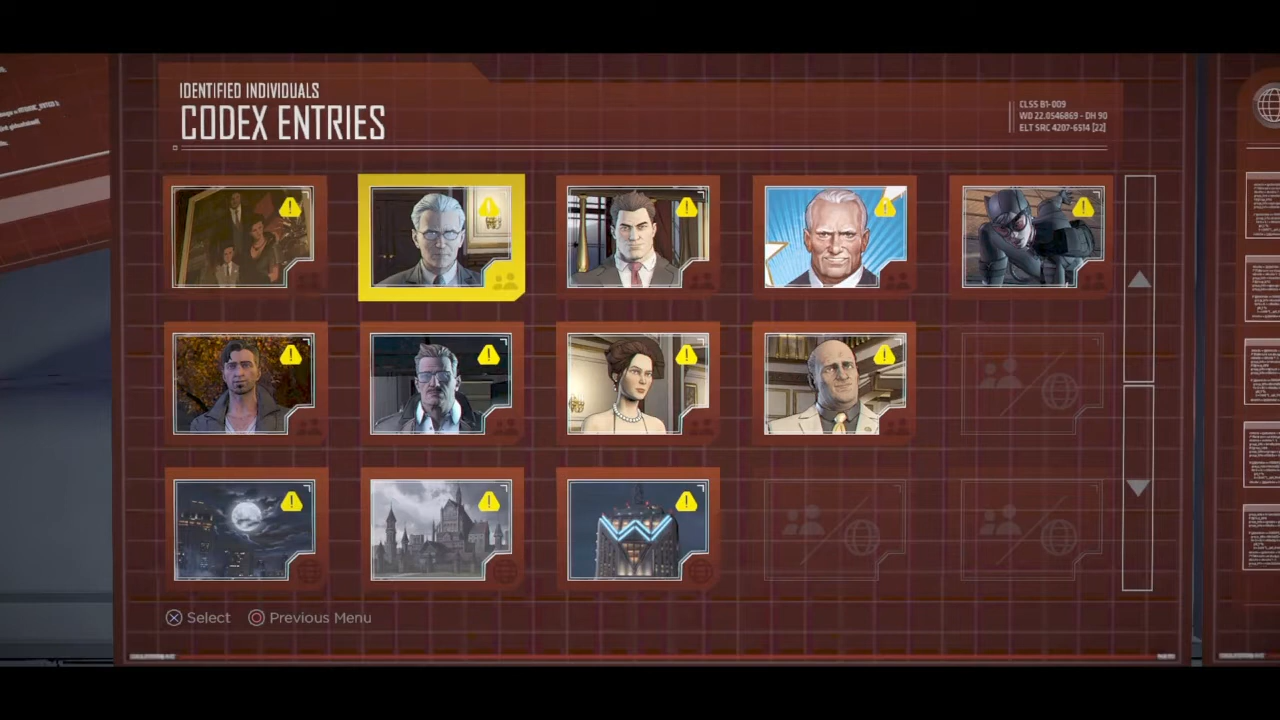 IDENTIFIED INDIVIDUALS
CODEX ENTRIES
CLSS B1-009
WD 22.0546869 - DH 90
ELT SRC 4207-6514 [22]
Select
Previous Menu